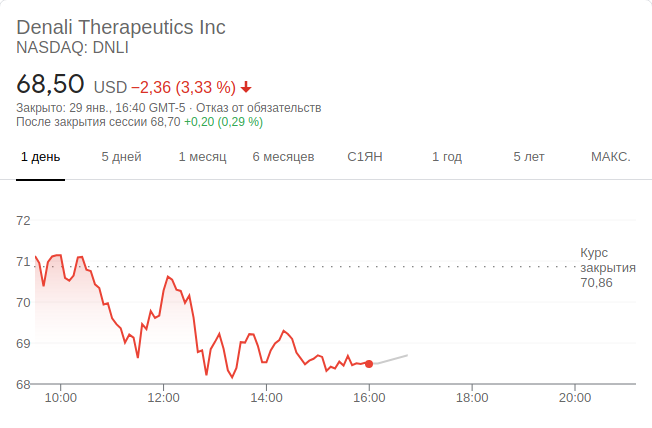 Denali Therapeutics Inc
NASDAQ: DNLI
68,50 USD −2,36 (3,33 %)
Закрыто: 29 янв., 16:40 GMT-5 · Отказ от обязательств
После закрытия сессии 68,70 +0,20 (0,29 %)
1 день 5 дней 1 месяц 6 месяцев С1ЯН 1 год 5 лет МАКС.
72
71
70
69
68
Курс
закрытия
70,86
10:00 12:00 14:00 16:00 18:00 20:00